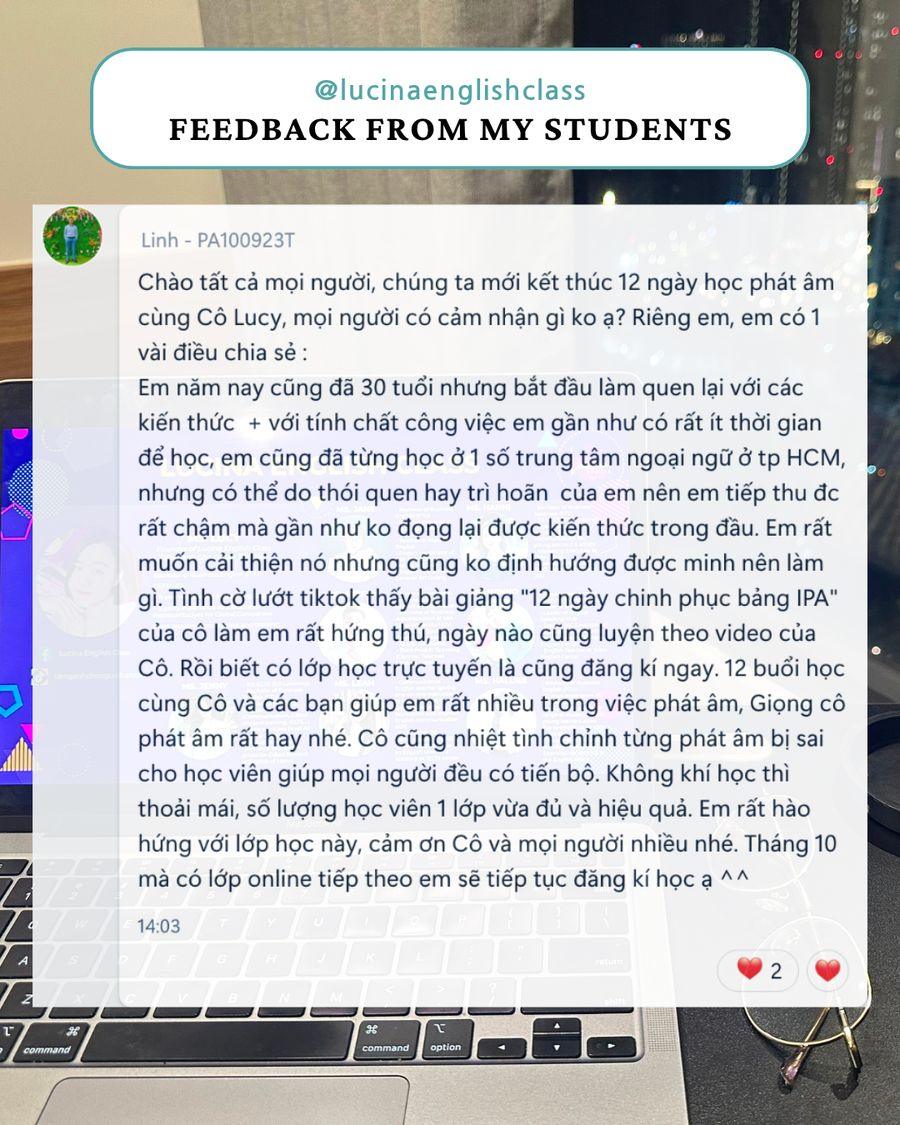 @lucinaenglishclass
FEEDBACK FROM MY STUDENTS
Linh - PA100923T
Chào tất cả mọi người, chúng ta mới kết thúc 12 ngày học phát âm
cùng Cô Lucy, mọi người có cảm nhận gì ko ạ? Riêng em, em có 1
vài điều chia sẻ :
Em năm nay cũng đã 30 tuổi nhưng bắt đầu làm quen lại với các
kiến thức + với tính chất công việc em gần như có rất ít thời gian
để học, em cũng đã từng học ở 1 số trung tâm ngoại ngữ ở tp HCM,
nhưng có thể do thói quen hay trì hoãn của em nên em tiếp thu đc
rất chậm mà gần như ko đọng lại được kiến thức trong đầu. Em rất
muốn cải thiện nó nhưng cũng ko định hướng được minh nên làm
gì. Tình cờ lướt tiktok thấy bài giảng "12 ngày chinh phục bảng IPA"
của cô làm em rất hứng thú, ngày nào cũng luyện theo video của
Cô. Rồi biết có lớp học trực tuyến là cũng đăng kí ngay. 12 buổi học
cùng Cô và các bạn giúp em rất nhiều trong việc phát âm, Giọng cô
phát âm rất hay nhé. Cô cũng nhiệt tình chỉnh từng phát âm bị sai
cho học viên giúp mọi người đều có tiến bộ. Không khí học thì
thoải mái, số lượng học viên 1 lớp vừa đủ và hiệu quả. Em rất hào
hứng với lớp học này, cảm ơn Cô và mọi người nhiều nhé. Tháng 10
mà có lớp online tiếp theo em sẽ tiếp tục đăng kí học ạ ^^
14:03
2
command
command
option